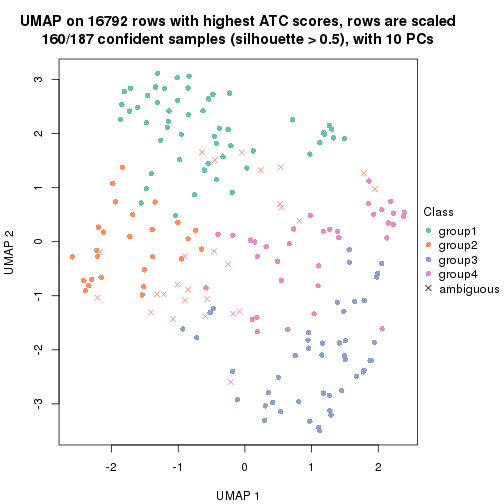 UMAP on 16792 rows with highest ATC scores, rows are scaled
160/187 confident samples (silhouette > 0.5), with 10 PCs
3
2
1
0
-1
-2
-3
UMAP 2
-2
-1
0
1
2
UMAP 1
Class
group1
group2
group3
group4
ambiguous